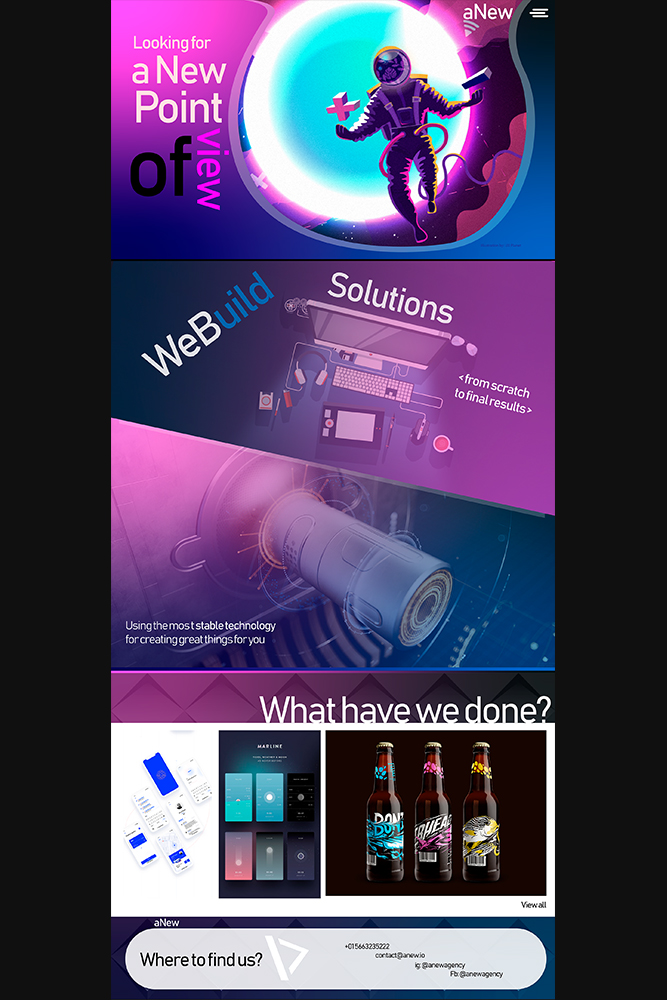 aNew
Looking for
a New
Point
of view
WeBuild
Solutions
<from scratch
to final results>
Using the most stable technology
for creating great things for you
What have we done?
MARLINE
BONZ
View all
aNew
Where to find us?
+015663235222
contact@anew.io
ig: @anewagency
Fb: @anewagency